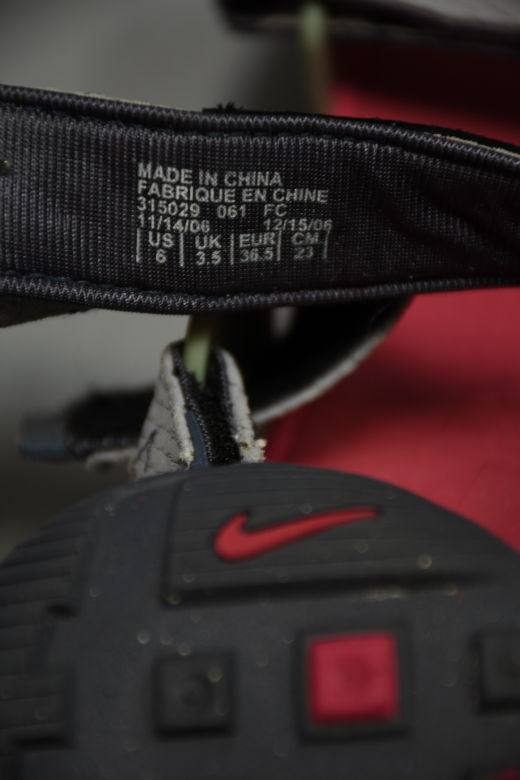 MADE IN CHINA
FABRIQUE EN CHINE
315029 061 FC
11/14/06 12/15/06
US UK EUR CM
6 3.5 36.5 23